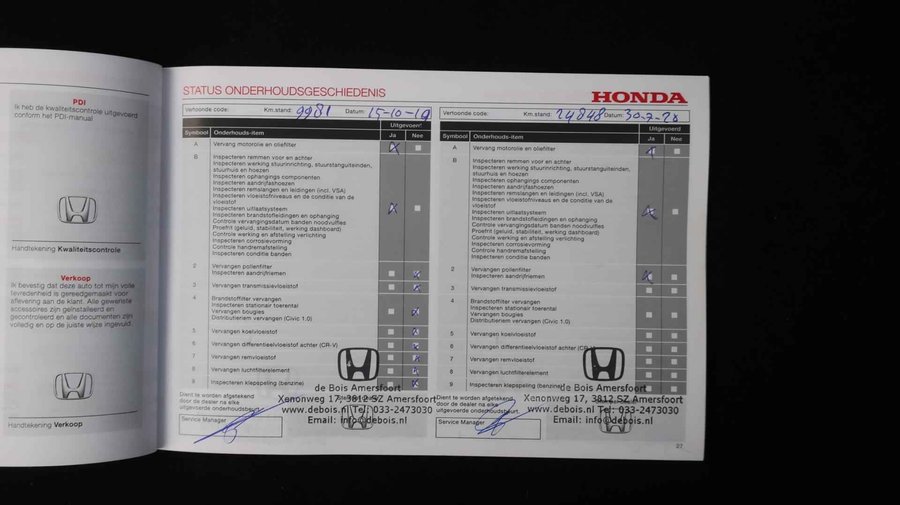 PDI
Ik heb de kwaliteitscontrole uitgevoerd
conform het PDI-manual
Handtekening Kwaliteitscontrole
Verkoop
Ik bevestig dat deze auto tot mijn volle
tevredenheid is gereedgemaakt voor
aflevering aan de klant. Alle gewenste
accessoires zijn geïnstalleerd en
gecontroleerd en alle documenten zijn
volledig en op de juiste wijze ingevuld.
Handtekening Verkoop
STATUS ONDERHOUDSGESCHIEDENIS
HONDA
Vertoonde code: Km.stand: 9981 Datum: 15-10-19
Uitgevoerd
Symbool Onderhouds-item Ja Nee
A Vervang motorolie en oliefilter
B Inspecteren remmen voor en achter
Inspecteren werking stuurinrichting, stuurstanguiteinden,
stuurhuis en hoezen
Inspecteren ophangings componenten
Inspecteren aandrijfashoezen
Inspecteren remslangen en leidingen (incl. VSA)
Inspecteren vloeistofniveaus en de conditie van de
vloeistof
Inspecteren uitlaatsysteem
Inspecteren brandstofleidingen en ophanging
Controle vervangingsdatum banden noodvulfles
Proefrit (geluid, stabiliteit, werking dashboard)
Controle werking en afstelling verlichting
Inspecteren corrosievorming
Controle handremafstelling
Inspecteren conditie banden
2 Vervangen pollenfilter
Inspecteren aandrijfriemen
3 Vervangen transmissievloeistof
4 Brandstoffilter vervangen
Inspecteren stationair toerental
Vervangen bougies
Distributieriem vervangen (Civic 1.0)
5 Vervangen koelvloeistof
6 Vervangen differentieelvloeistof achter (CR-V)
7 Vervangen remvloeistof
8 Vervangen luchtfilterelement
9 Inspecteren klepspeling (benzine)
Dient te worden afgetekend
door de dealer na elke
uitgevoerde onderhoudsbeurt
Service Manager
de Bois Amersfoort
Xenonweg 17, 3812 SZ Amersfoort
www.debois.nl Tel: 033-2473030
Email: info@debois.nl
Vertoonde code: Km.stand: 24848 Datum: 30-7-20
Uitgevoerd
Symbool Onderhouds-item Ja Nee
A Vervang motorolie en oliefilter
B Inspecteren remmen voor en achter
Inspecteren werking stuurinrichting, stuurstanguiteinden,
stuurhuis en hoezen
Inspecteren ophangings componenten
Inspecteren aandrijfashoezen
Inspecteren remslangen en leidingen (incl. VSA)
Inspecteren vloeistofniveaus en de conditie van de
vloeistof
Inspecteren uitlaatsysteem
Inspecteren brandstofleidingen en ophanging
Controle vervangingsdatum banden noodvulfles
Proefrit (geluid, stabiliteit, werking dashboard)
Controle werking en afstelling verlichting
Inspecteren corrosievorming
Controle handremafstelling
Inspecteren conditie banden
2 Vervangen pollenfilter
Inspecteren aandrijfriemen
3 Vervangen transmissievloeistof
4 Brandstoffilter vervangen
Inspecteren stationair toerental
Vervangen bougies
Distributieriem vervangen (Civic 1.0)
5 Vervangen koelvloeistof
6 Vervangen differentieelvloeistof achter (CR-V)
7 Vervangen remvloeistof
8 Vervangen luchtfilterelement
9 Inspecteren klepspeling (benzine)
Dient te worden afgetekend
door de dealer na elke
uitgevoerde onderhoudsbeurt
Service Manager
de Bois Amersfoort
Xenonweg 17, 3812 SZ Amersfoort
www.debois.nl Tel: 033-2473030
Email: info@debois.nl
27